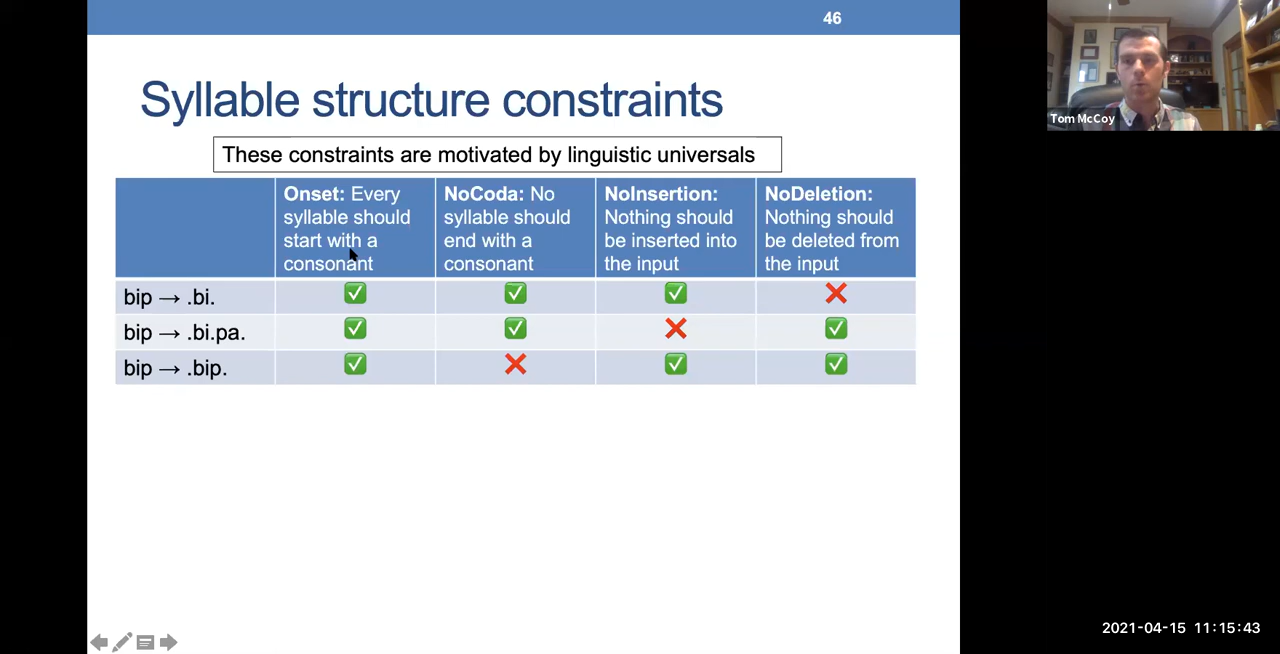 46
Syllable structure constraints
These constraints are motivated by linguistic universals
Onset: Every
syllable should
start with a
consonant
NoCoda: No
syllable should
end with a
consonant
NoInsertion:
Nothing should
be inserted into
the input
NoDeletion:
Nothing should
be deleted from
the input
bip → .bi.
bip → .bi.pa.
bip → .bip.
Tom McCoy
2021-04-15 11:15:43